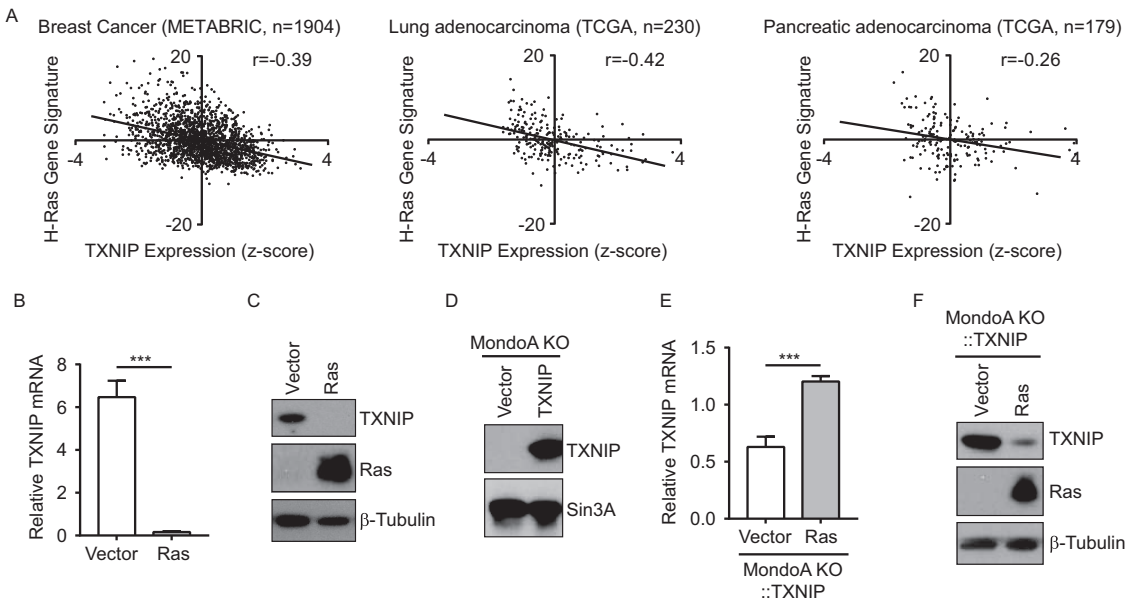 A
Breast Cancer (METABRIC, n=1904)
20
r=-0.39
H-Ras Gene Signature
-4
4
-20
TXNIP Expression (z-score)
Lung adenocarcinoma (TCGA, n=230)
20
r=-0.42
H-Ras Gene Signature
-4
4
-20
TXNIP Expression (z-score)
Pancreatic adenocarcinoma (TCGA, n=179)
20
r=-0.26
H-Ras Gene Signature
-4
4
-20
TXNIP Expression (z-score)
B
Relative TXNIP mRNA
8
6
4
2
0
***
Vector
Ras
C
Vector
Ras
TXNIP
Ras
β-Tubulin
D
MondoA KO
Vector
TXNIP
TXNIP
Sin3A
E
Relative TXNIP mRNA
1.5
1.0
0.5
0.0
***
Vector
Ras
MondoA KO
::TXNIP
F
MondoA KO
::TXNIP
Vector
Ras
TXNIP
Ras
β-Tubulin